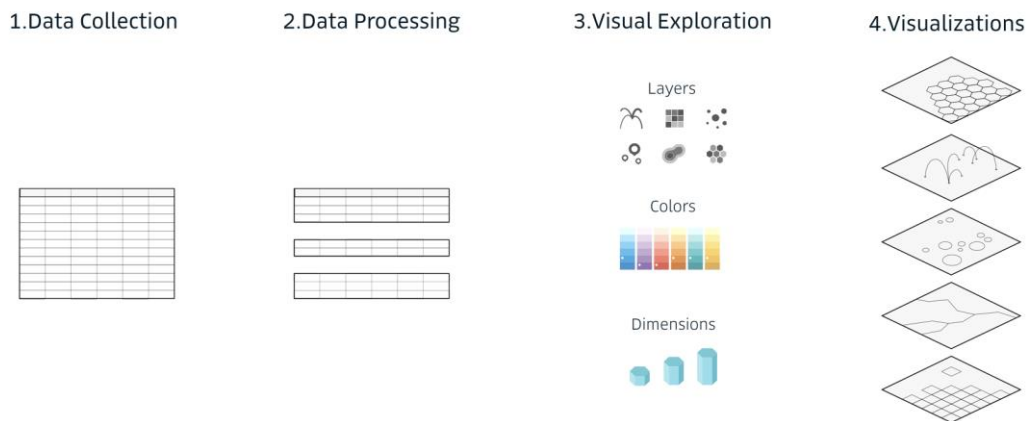 1.Data Collection
2.Data Processing
3.Visual Exploration
4.Visualizations
Layers
Colors
Dimensions